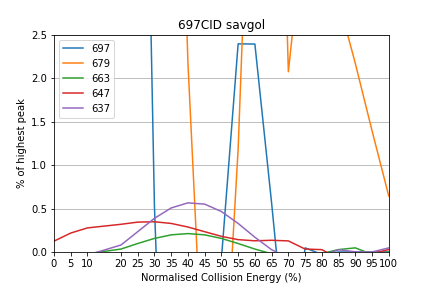 697CID savgol
% of highest peak
2.5
2.0
1.5
1.0
0.5
0.0
697
679
663
647
637
0 5 10 20 25 30 35 40 45 50 55 60 65 70 75 80 85 90 95 100
Normalised Collision Energy (%)